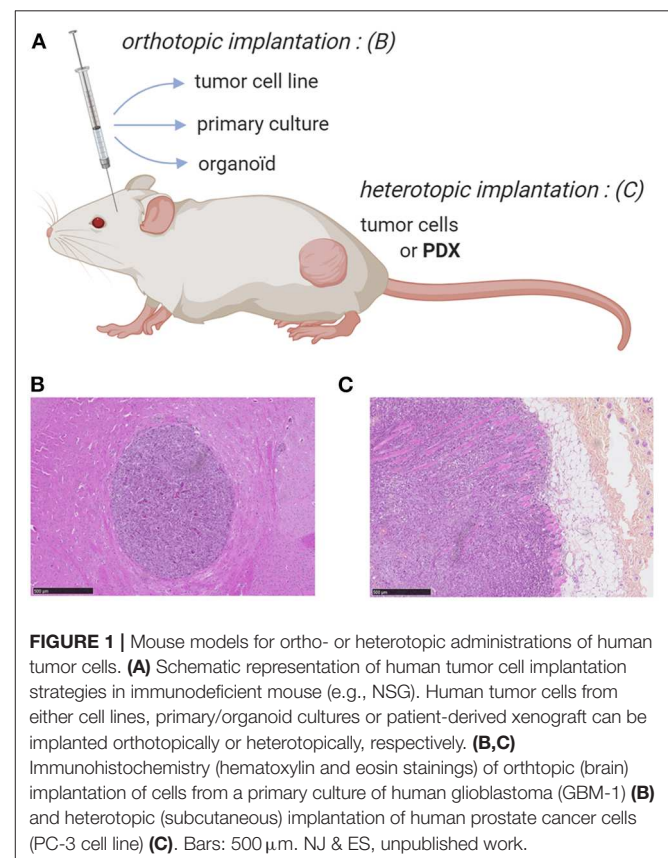 A
orthotopic implantation : (B)
tumor cell line
primary culture
organoïd
heterotopic implantation : (C)
tumor cells
or PDX
B
C
500 µm
500 µm
FIGURE 1 | Mouse models for ortho- or heterotopic administrations of human
tumor cells. (A) Schematic representation of human tumor cell implantation
strategies in immunodeficient mouse (e.g., NSG). Human tumor cells from
either cell lines, primary/organoid cultures or patient-derived xenograft can be
implanted orthotopically or heterotopically, respectively. (B,C)
Immunohistochemistry (hematoxylin and eosin stainings) of orthtopic (brain)
implantation of cells from a primary culture of human glioblastoma (GBM-1) (B)
and heterotopic (subcutaneous) implantation of human prostate cancer cells
(PC-3 cell line) (C). Bars: 500 µm. NJ & ES, unpublished work.